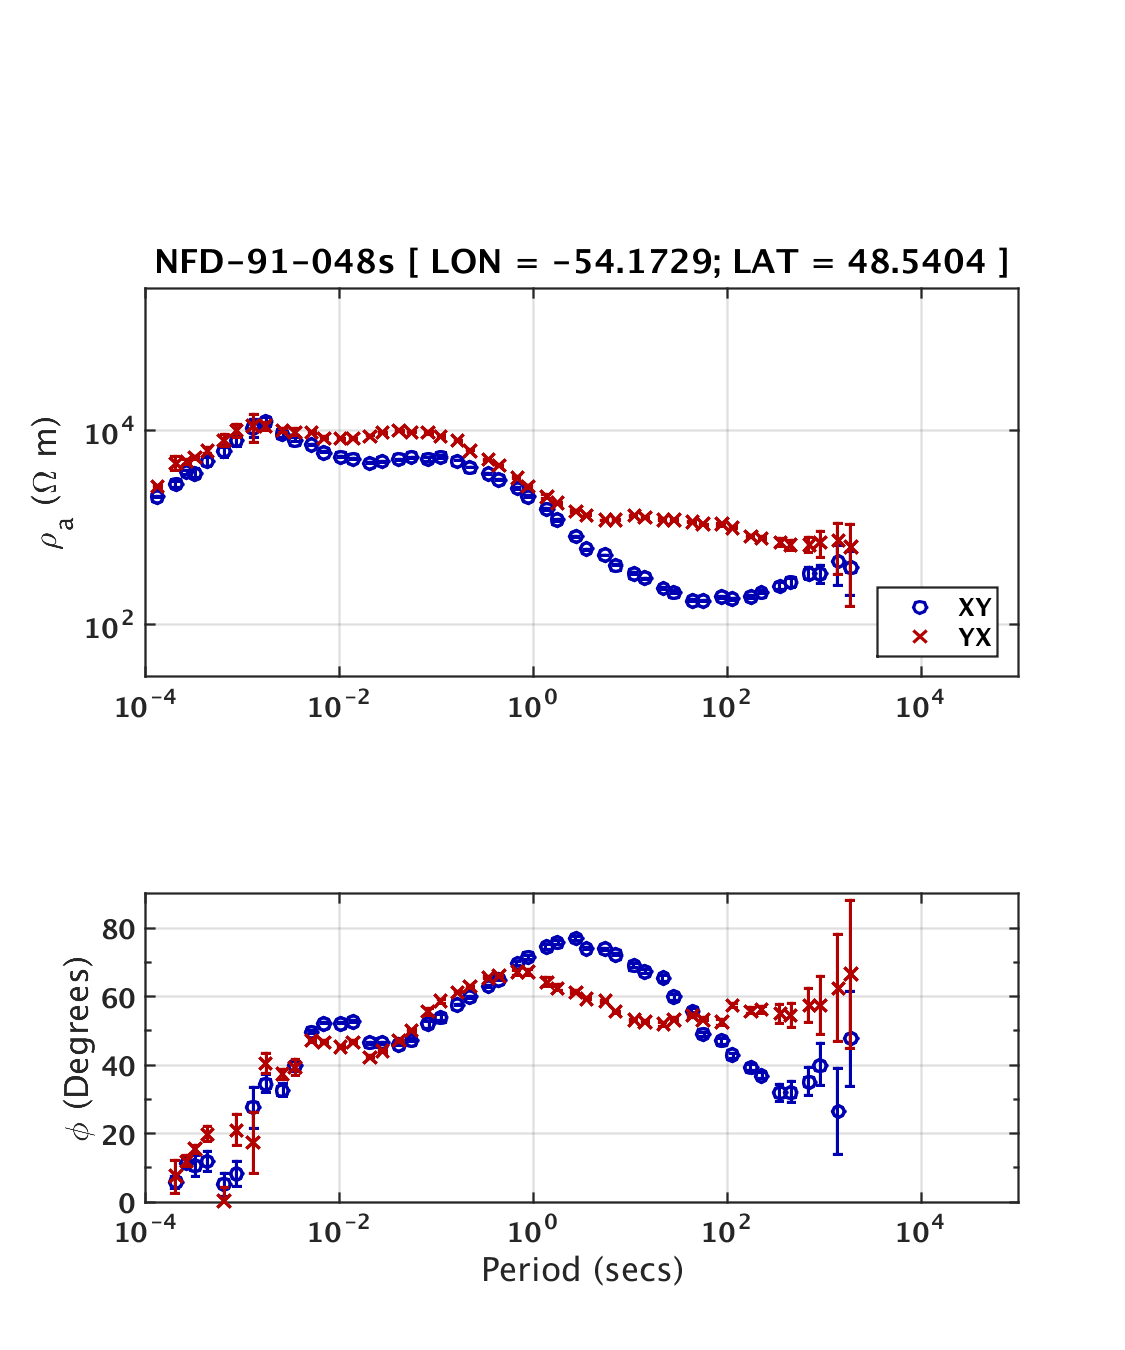 NFD-91-048s [ LON = -54.1729; LAT = 48.5404 ]
ρa (Ω m)
10^4
10^2
XY
YX
10^-4 10^-2 10^0 10^2 10^4
ϕ (Degrees)
80
60
40
20
0
10^-4 10^-2 10^0 10^2 10^4
Period (secs)